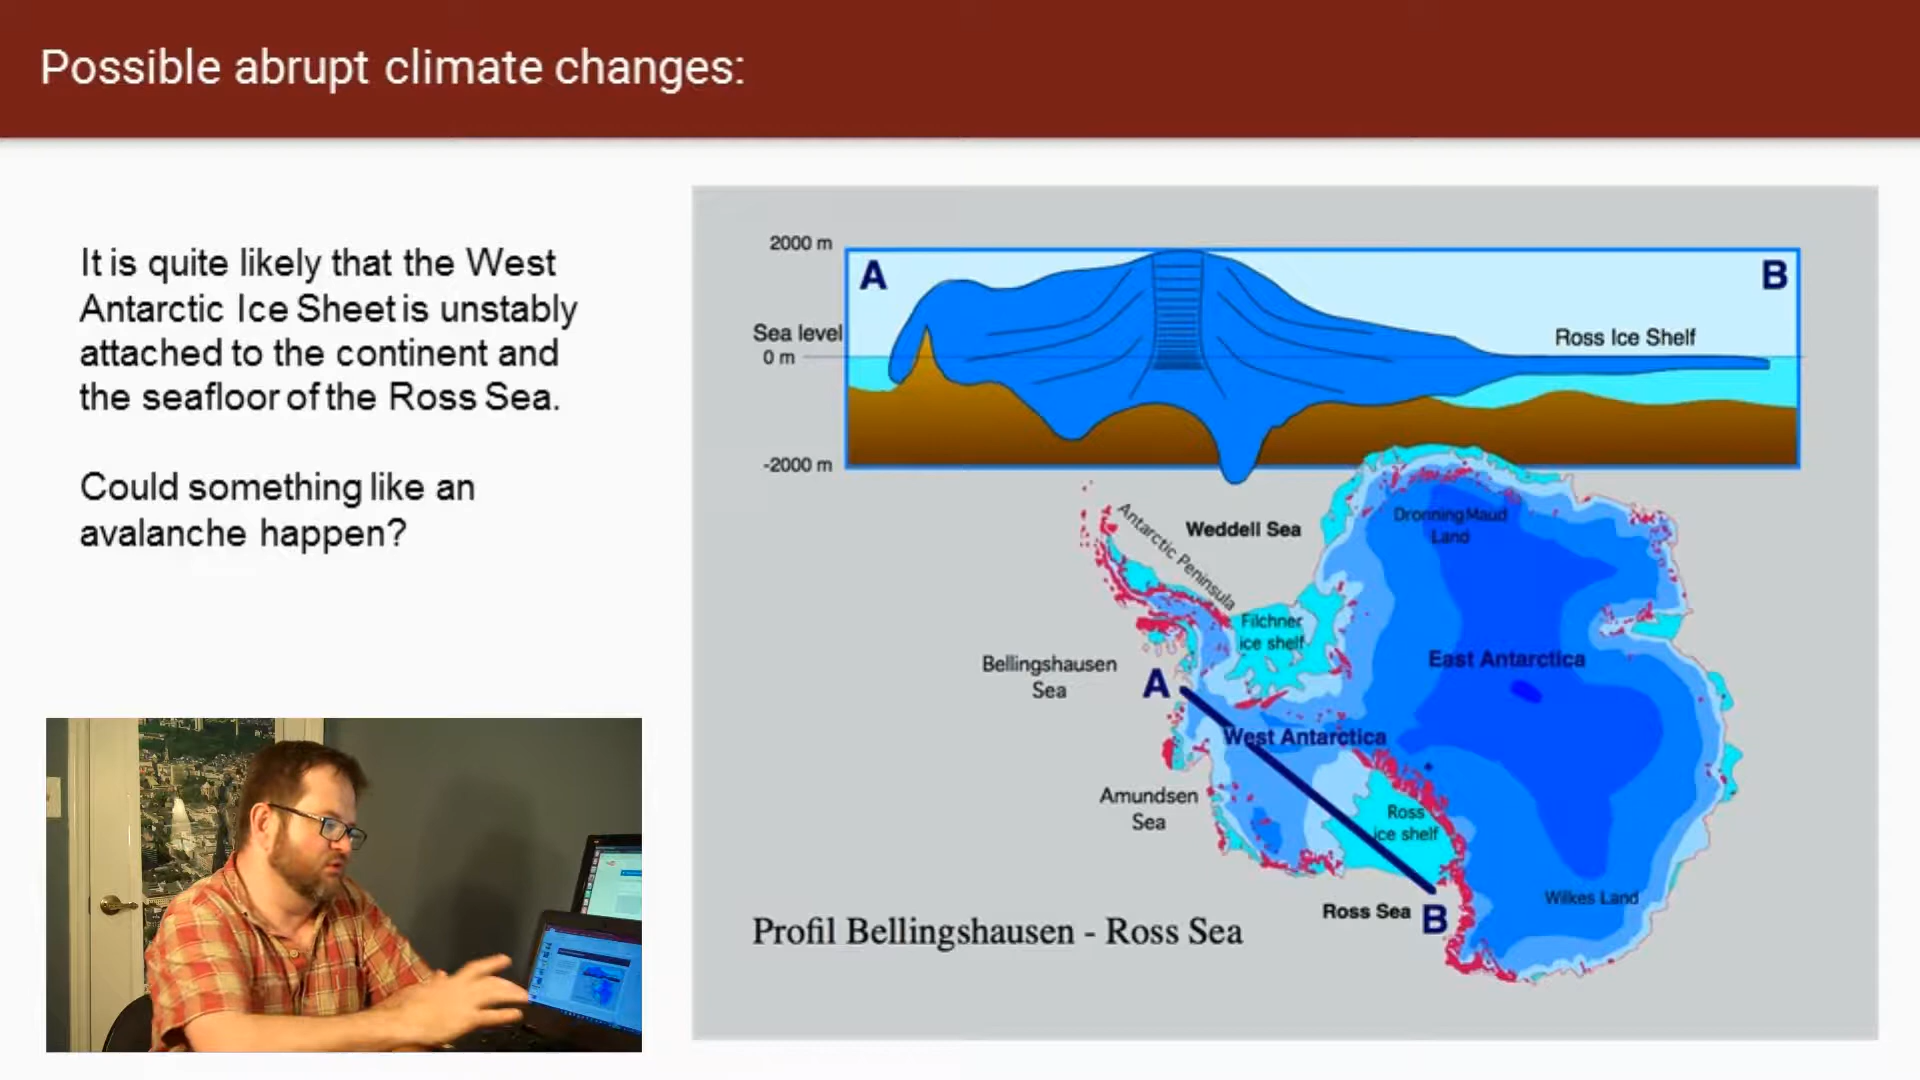 Possible abrupt climate changes:
It is quite likely that the West
Antarctic Ice Sheet is unstably
attached to the continent and
the seafloor of the Ross Sea.
Could something like an
avalanche happen?
2000 m
A
B
Sea level
0 m
Ross Ice Shelf
-2000 m
Antarctic Peninsula
Weddell Sea
Dronning Maud
Land
Filchner
ice shelf
Bellingshausen
Sea
A
East Antarctica
West Antarctica
Amundsen
Sea
Ross
ice shelf
Wilkes Land
Ross Sea
B
Profil Bellingshausen - Ross Sea